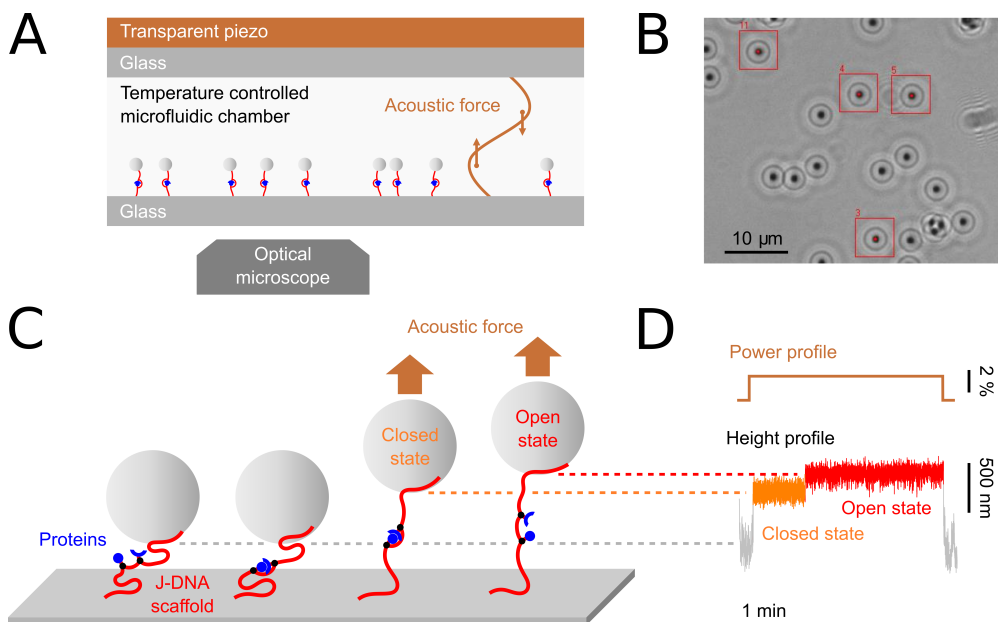 A
Transparent piezo
Glass
Temperature controlled
microfluidic chamber
Acoustic force
Glass
Optical
microscope
B
11
4
5
3
10 µm
C
Acoustic force
Closed
state
Open
state
Proteins
J-DNA
scaffold
D
Power profile
2 %
Height profile
500 nm
Open state
Closed state
1 min